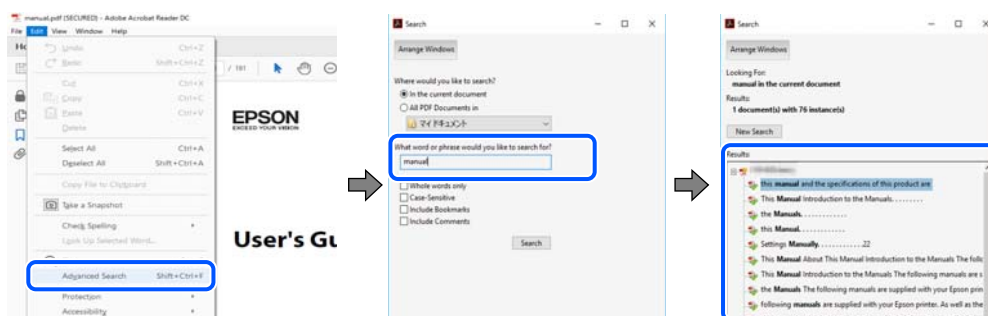 manual.pdf (SECURED) - Adobe Acrobat Reader DC
File Edit View Window Help
Undo Ctrl+Z
Redo Shift+Ctrl+Z
Cut Ctrl+X
Copy Ctrl+C
Paste Ctrl+V
Delete
Select All Ctrl+A
Deselect All Shift+Ctrl+A
Copy File to Clipboard
Take a Snapshot
Check Spelling
Look Up Selected Word...
Advanced Search Shift+Ctrl+F
Protection
Accessibility
/ 181
EPSON
EXCEED YOUR VISION
User's Gu
Search
Arrange Windows
Where would you like to search?
In the current document
All PDF Documents in
マイドキュメント
What word or phrase would you like to search for?
manual
Whole words only
Case-Sensitive
Include Bookmarks
Include Comments
Search
Search
Arrange Windows
Looking For:
manual in the current document
Results:
1 document(s) with 76 instance(s)
New Search
Results:
this manual and the specifications of this product are
This Manual Introduction to the Manuals. . . . . . . . .
the Manuals. . . . . . . . . . . . .
this Manual. . . . . . . . . . . . .
Settings Manually. . . . . . . . . . . . .22
This Manual About This Manual Introduction to the Manuals The follo
This Manual Introduction to the Manuals The following manuals are s
the Manuals The following manuals are supplied with your Epson prin
following manuals are supplied with your Epson printer. As well as the